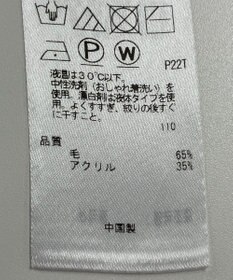 P
W
P22T
液温は30℃以下。
中性洗剤（おしゃれ着洗い）を
使用。漂白剤は液体タイプを使
用。よくすすぎ、絞りの後すぐ
に干すこと。
110
品質
毛 65%
アクリル 35%
中国製